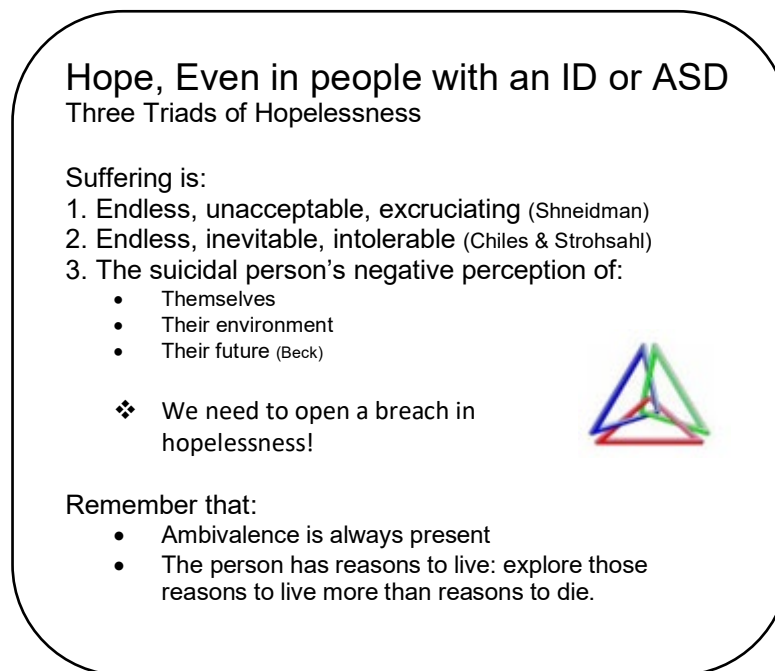 Hope, Even in people with an ID or ASD
Three Triads of Hopelessness
Suffering is:
1. Endless, unacceptable, excruciating (Shneidman)
2. Endless, inevitable, intolerable (Chiles & Strohsahl)
3. The suicidal person’s negative perception of:
• Themselves
• Their environment
• Their future (Beck)
❖ We need to open a breach in
hopelessness!
Remember that:
• Ambivalence is always present
• The person has reasons to live: explore those
reasons to live more than reasons to die.